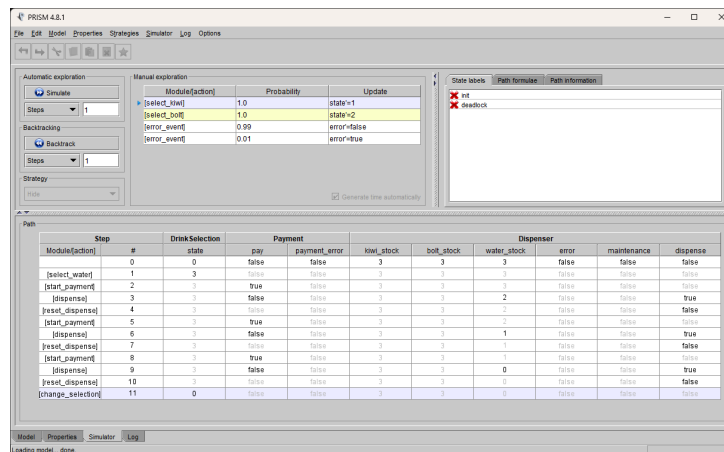 PRISM 4.8.1
File Edit Model Properties Strategies Simulator Log Options
Automatic exploration
Simulate
Steps 1
Backtracking
Backtrack
Steps 1
Strategy
Hide
Manual exploration
Module/[action] Probability Update
[select_kiwi] 1.0 state'=1
[select_bolt] 1.0 state'=2
[error_event] 0.99 error'=false
[error_event] 0.01 error'=true
Generate time automatically
State labels Path formulae Path information
init
deadlock
Path
Step DrinkSelection Payment Dispenser
Module/[action] # state pay payment_error kiwi_stock bolt_stock water_stock error maintenance dispense
0 0 false false 3 3 3 false false false
[select_water] 1 3 false false 3 3 3 false false false
[start_payment] 2 3 true false 3 3 3 false false false
[dispense] 3 3 false false 3 3 2 false false true
[reset_dispense] 4 3 false false 3 3 2 false false false
[start_payment] 5 3 true false 3 3 2 false false false
[dispense] 6 3 false false 3 3 1 false false true
[reset_dispense] 7 3 false false 3 3 1 false false false
[start_payment] 8 3 true false 3 3 1 false false false
[dispense] 9 3 false false 3 3 0 false false true
[reset_dispense] 10 3 false false 3 3 0 false false false
[change_selection] 11 0 false false 3 3 0 false false false
Model Properties Simulator Log
Loading model... done.